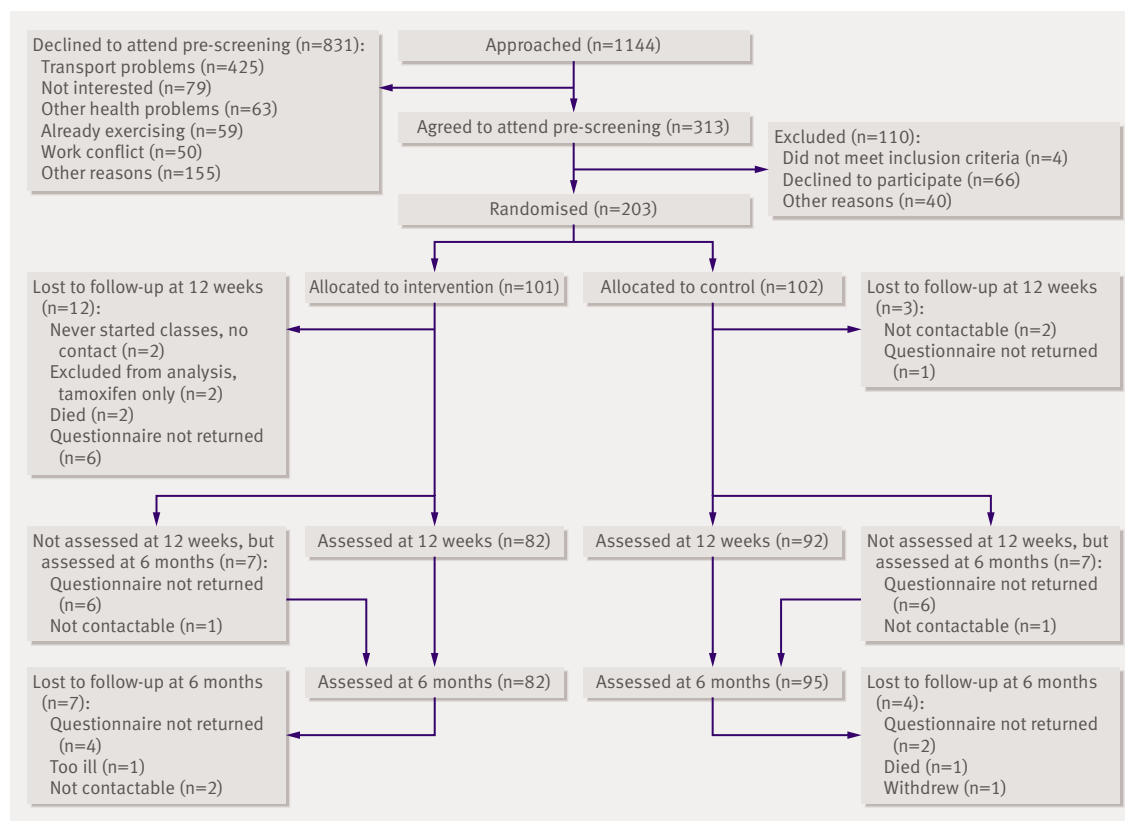 Declined to attend pre-screening (n=831):
Transport problems (n=425)
Not interested (n=79)
Other health problems (n=63)
Already exercising (n=59)
Work conflict (n=50)
Other reasons (n=155)
Approached (n=1144)
Agreed to attend pre-screening (n=313)
Excluded (n=110):
Did not meet inclusion criteria (n=4)
Declined to participate (n=66)
Other reasons (n=40)
Randomised (n=203)
Lost to follow-up at 12 weeks
(n=12):
Never started classes, no
contact (n=2)
Excluded from analysis,
tamoxifen only (n=2)
Died (n=2)
Questionnaire not returned
(n=6)
Allocated to intervention (n=101)
Allocated to control (n=102)
Lost to follow-up at 12 weeks
(n=3):
Not contactable (n=2)
Questionnaire not returned
(n=1)
Not assessed at 12 weeks, but
assessed at 6 months (n=7):
Questionnaire not returned
(n=6)
Not contactable (n=1)
Assessed at 12 weeks (n=82)
Assessed at 12 weeks (n=92)
Not assessed at 12 weeks, but
assessed at 6 months (n=7):
Questionnaire not returned
(n=6)
Not contactable (n=1)
Lost to follow-up at 6 months
(n=7):
Questionnaire not returned
(n=4)
Too ill (n=1)
Not contactable (n=2)
Assessed at 6 months (n=82)
Assessed at 6 months (n=95)
Lost to follow-up at 6 months
(n=4):
Questionnaire not returned
(n=2)
Died (n=1)
Withdrew (n=1)